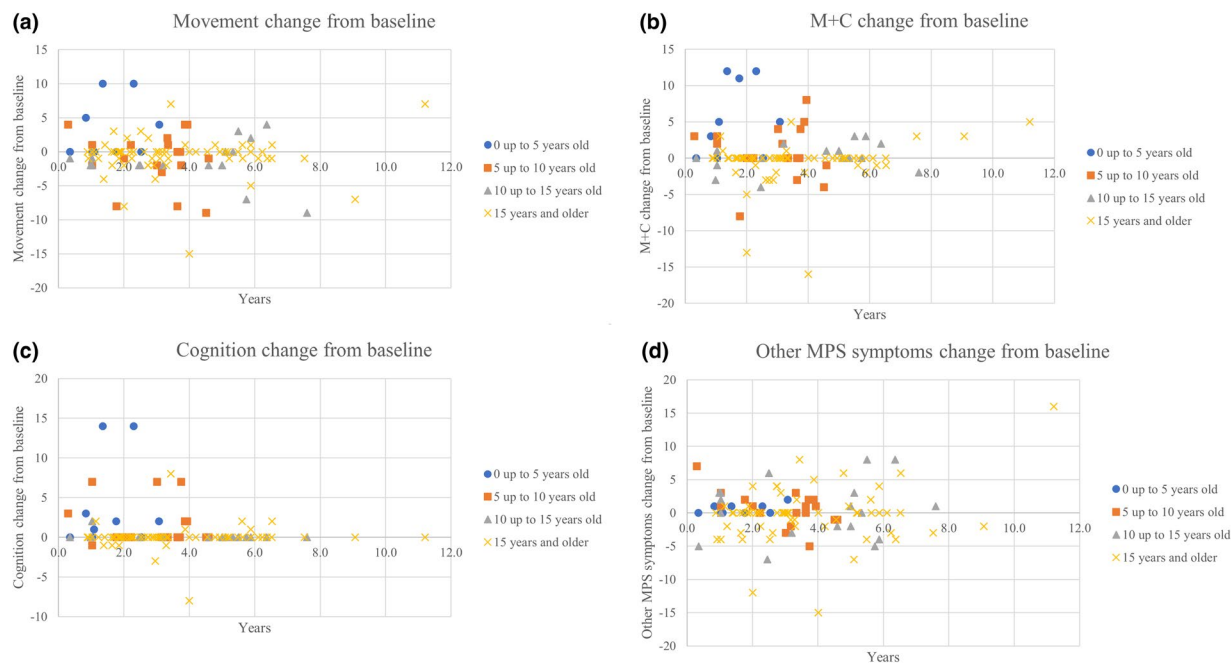 (a)
Movement change from baseline
Movement change from baseline
15
10
5
0
-5
-10
-15
-20
0.0 2.0 4.0 6.0 8.0 10.0 12.0
Years
0 up to 5 years old
5 up to 10 years old
10 up to 15 years old
15 years and older
(b)
M+C change from baseline
M+C change from baseline
15
10
5
0
-5
-10
-15
-20
0.0 2.0 4.0 6.0 8.0 10.0 12.0
Years
0 up to 5 years old
5 up to 10 years old
10 up to 15 years old
15 years and older
(c)
Cognition change from baseline
Cognition change from baseline
20
15
10
5
0
-5
-10
0.0 2.0 4.0 6.0 8.0 10.0 12.0
0 up to 5 years old
5 up to 10 years old
10 up to 15 years old
15 years and older
(d)
Other MPS symptoms change from baseline
Other MPS symptoms change from baseline
20
15
10
5
0
-5
-10
-15
-20
0.0 2.0 4.0 6.0 8.0 10.0 12.0
Years
0 up to 5 years old
5 up to 10 years old
10 up to 15 years old
15 years and older